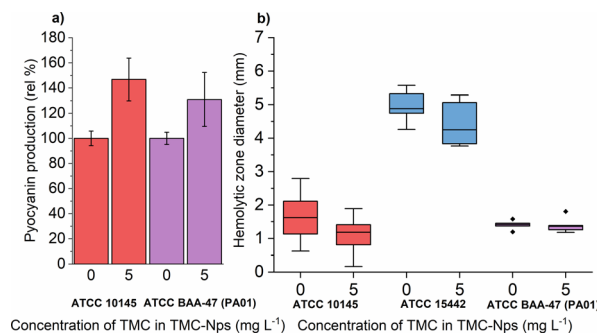 a)
Pyocyanin production (rel %)
180
160
140
120
100
80
60
40
20
0
0 5 0 5
ATCC 10145 ATCC BAA-47 (PA01)
Concentration of TMC in TMC-Nps (mg L⁻¹)
b)
Hemolytic zone diameter (mm)
7
6
5
4
3
2
1
0
0 5 0 5 0 5
ATCC 10145 ATCC 15442 ATCC BAA-47 (PA01)
Concentration of TMC in TMC-Nps (mg L⁻¹)